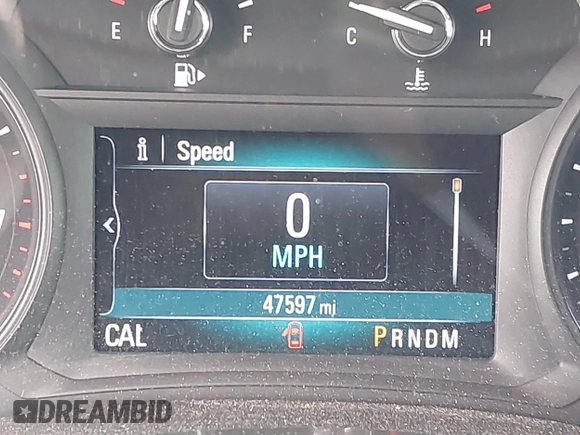 E F C H
i Speed
0
MPH
47597 mi
CAL PRNDM
DREAMBID